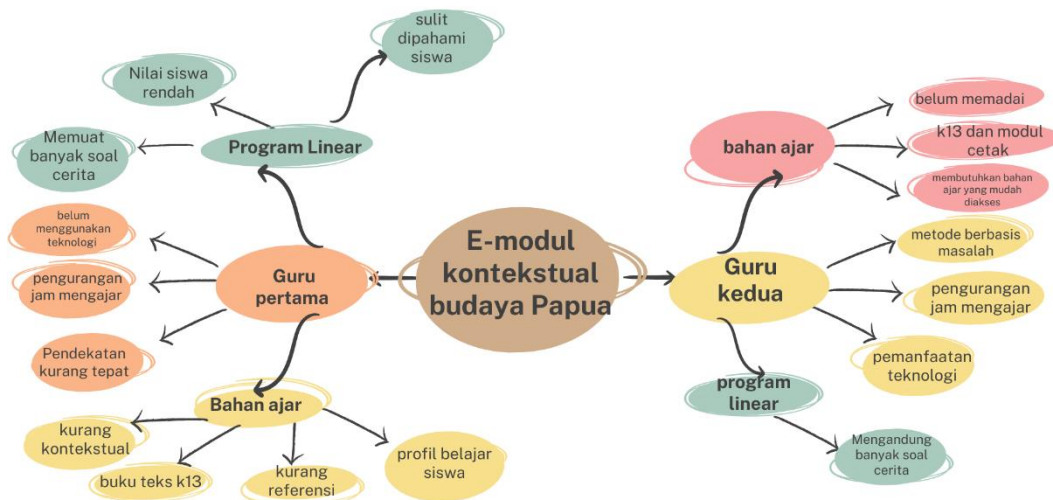 sulit
dipahami
siswa
Nilai siswa
rendah
Memuat
banyak soal
cerita
Program Linear
belum
menggunakan
teknologi
pengurangan
jam mengajar
Pendekatan
kurang tepat
Guru
pertama
Bahan ajar
kurang
kontekstual
buku teks k13
kurang
referensi
profil belajar
siswa
E-modul
kontekstual
budaya Papua
bahan ajar
belum memadai
k13 dan modul
cetak
membutuhkan bahan
ajar yang mudah
diakses
Guru
kedua
metode berbasis
masalah
pengurangan
jam mengajar
pemanfaatan
teknologi
program
linear
Mengandung
banyak soal
cerita